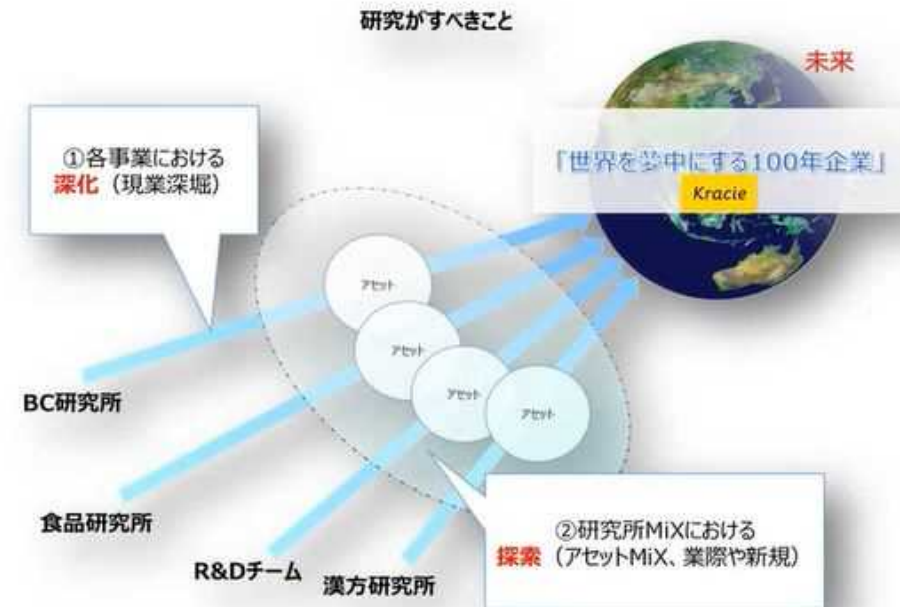 研究がすべきこと
未来
①各事業における
深化（現業深堀）
『世界を夢中にする100年企業』
Kracie
アセット
アセット
アセット
アセット
BC研究所
食品研究所
R&Dチーム
漢方研究所
②研究所MiXにおける
探索（アセットMiX、業際や新規）